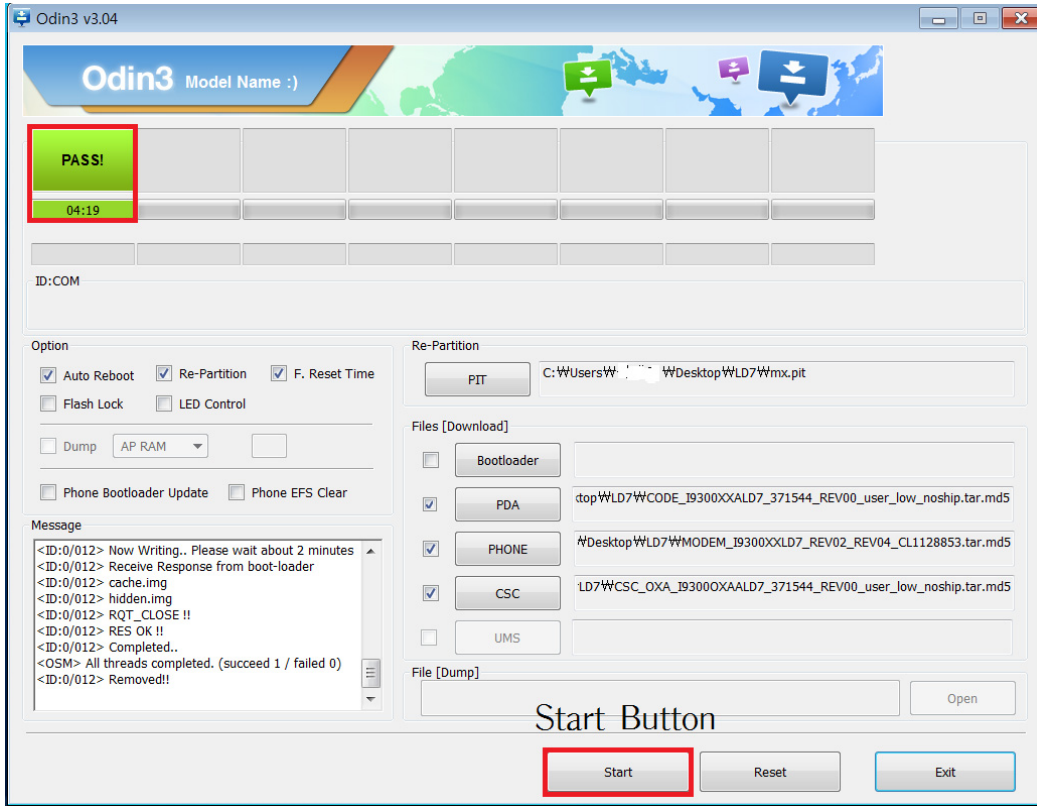 Odin3 v3.04
Odin3 Model Name :)
PASS!
04:19
ID:COM
Option
Auto Reboot Re-Partition F. Reset Time
Flash Lock LED Control
Dump AP RAM
Phone Bootloader Update Phone EFS Clear
Message
<ID:0/012> Now Writing.. Please wait about 2 minutes
<ID:0/012> Receive Response from boot-loader
<ID:0/012> cache.img
<ID:0/012> hidden.img
<ID:0/012> RQT_CLOSE !!
<ID:0/012> RES OK !!
<ID:0/012> Completed..
<OSM> All threads completed. (succeed 1 / failed 0)
<ID:0/012> Removed!!
Re-Partition
PIT C:₩Users₩ ₩Desktop₩LD7₩mx.pit
Files [Download]
Bootloader
PDA ktop₩LD7₩CODE_I9300XXALD7_371544_REV00_user_low_noship.tar.md5
PHONE ₩Desktop₩LD7₩MODEM_I9300XXLD7_REV02_REV04_CL1128853.tar.md5
CSC LD7₩CSC_OXA_I9300OXAALD7_371544_REV00_user_low_noship.tar.md5
UMS
File [Dump]
Open
Start Button
Start Reset Exit